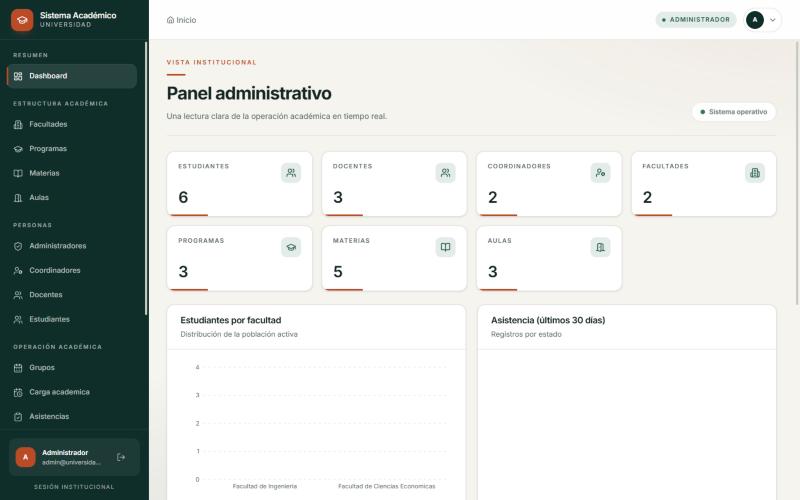 Sistema Académico
UNIVERSIDAD
RESUMEN
Dashboard
ESTRUCTURA ACADÉMICA
Facultades
Programas
Materias
Aulas
PERSONAS
Administradores
Coordinadores
Docentes
Estudiantes
OPERACIÓN ACADÉMICA
Grupos
Carga academica
Asistencias
A
Administrador
admin@universida...
SESIÓN INSTITUCIONAL
Inicio
ADMINISTRADOR
A
VISTA INSTITUCIONAL
Panel administrativo
Una lectura clara de la operación académica en tiempo real.
Sistema operativo
ESTUDIANTES
6
DOCENTES
3
COORDINADORES
2
FACULTADES
2
PROGRAMAS
3
MATERIAS
5
AULAS
3
Estudiantes por facultad
Distribución de la población activa
4
3
2
1
0
Facultad de Ingenieria
Facultad de Ciencias Economicas
Asistencia (últimos 30 días)
Registros por estado